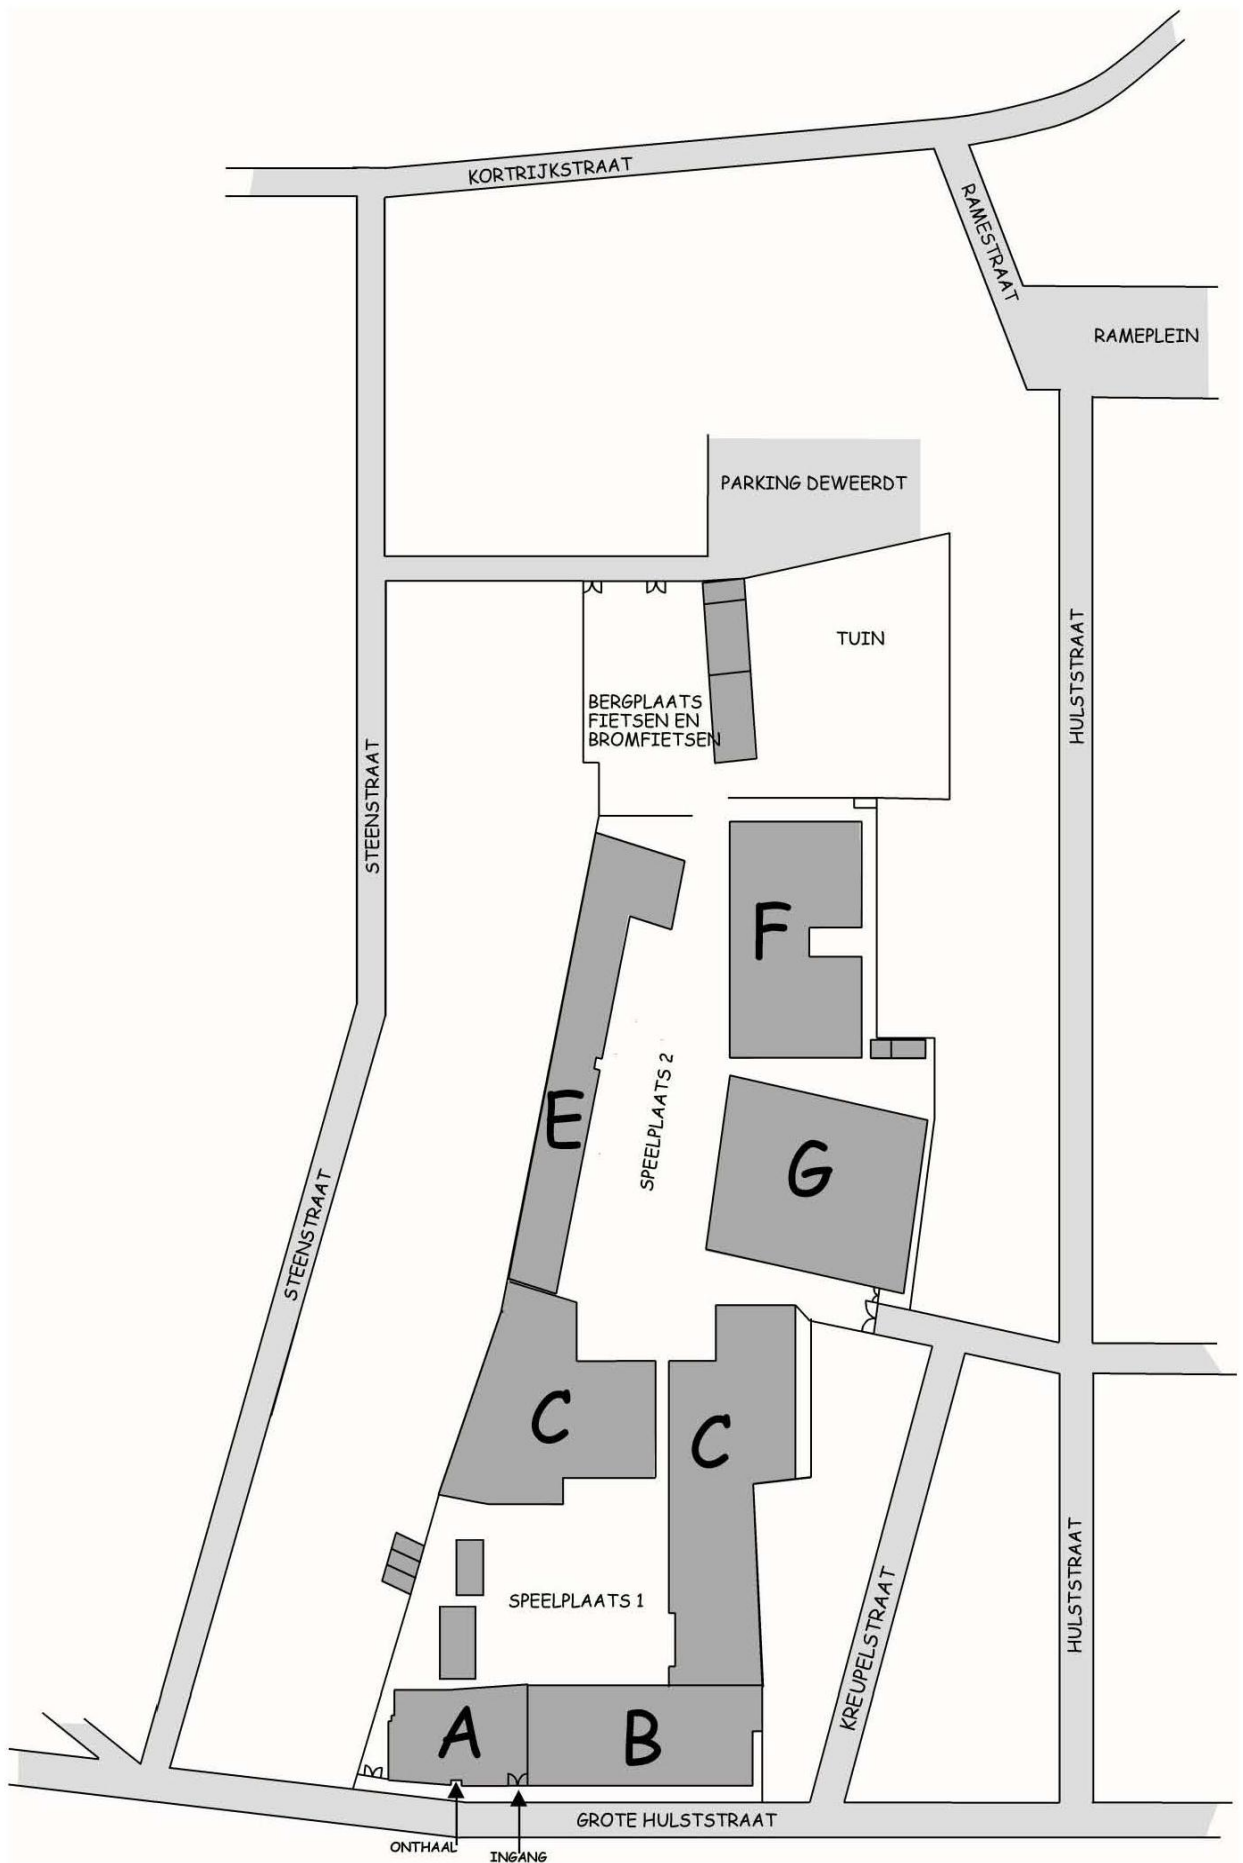 KORTRIJKSTRAAT
RAMESTRAAT
RAMEPLEIN
PARKING DEWEERDT
TUIN
HULSTSTRAAT
BERGPLAATS
FIETSEN EN
BROMFIETSEN
STEENSTRAAT
F
E
SPEELPLAATS 2
G
STEENSTRAAT
C
C
SPEELPLAATS 1
HULSTSTRAAT
KREUPELSTRAAT
A
B
GROTE HULSTSTRAAT
ONTHAAL
INGANG